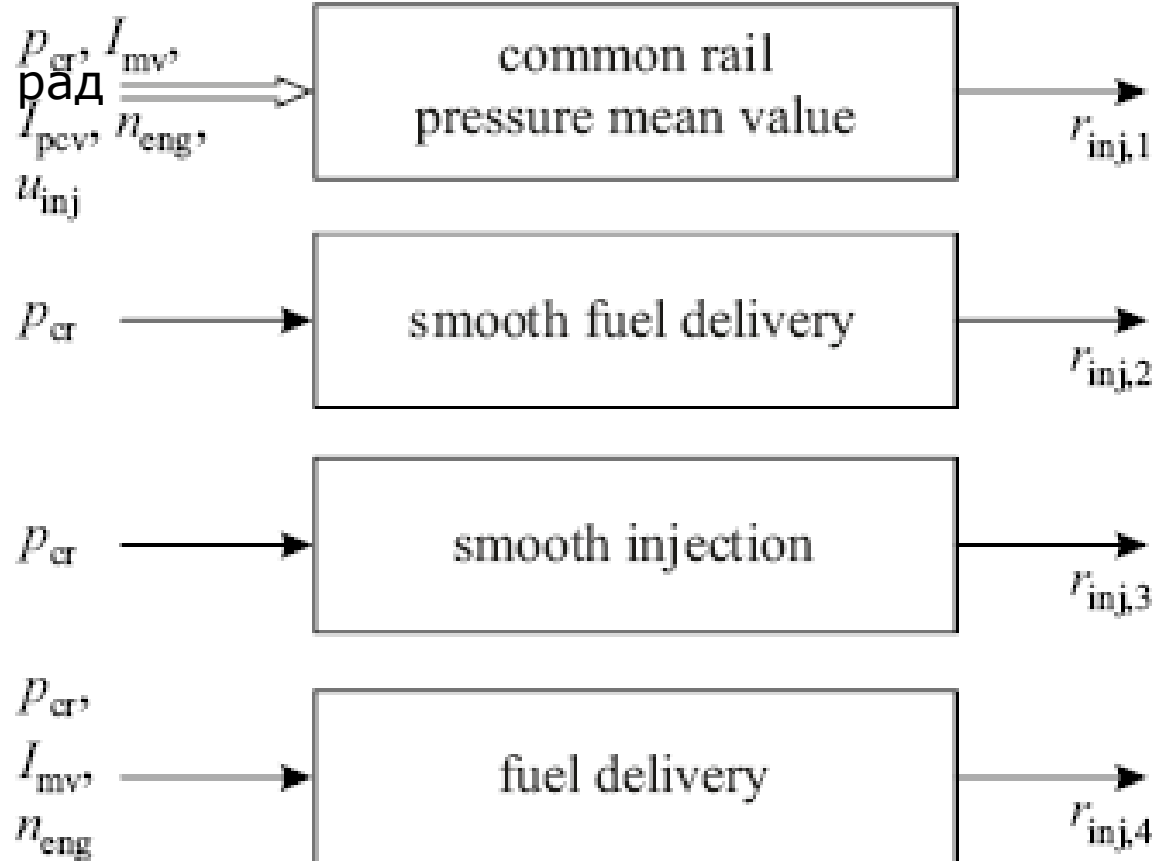 p_cr, I_mv,
рад
I_pcv, n_eng,
u_inj
common rail
pressure mean value
r_inj,1
p_cr
smooth fuel delivery
r_inj,2
p_cr
smooth injection
r_inj,3
p_cr,
I_mv,
n_eng
fuel delivery
r_inj,4